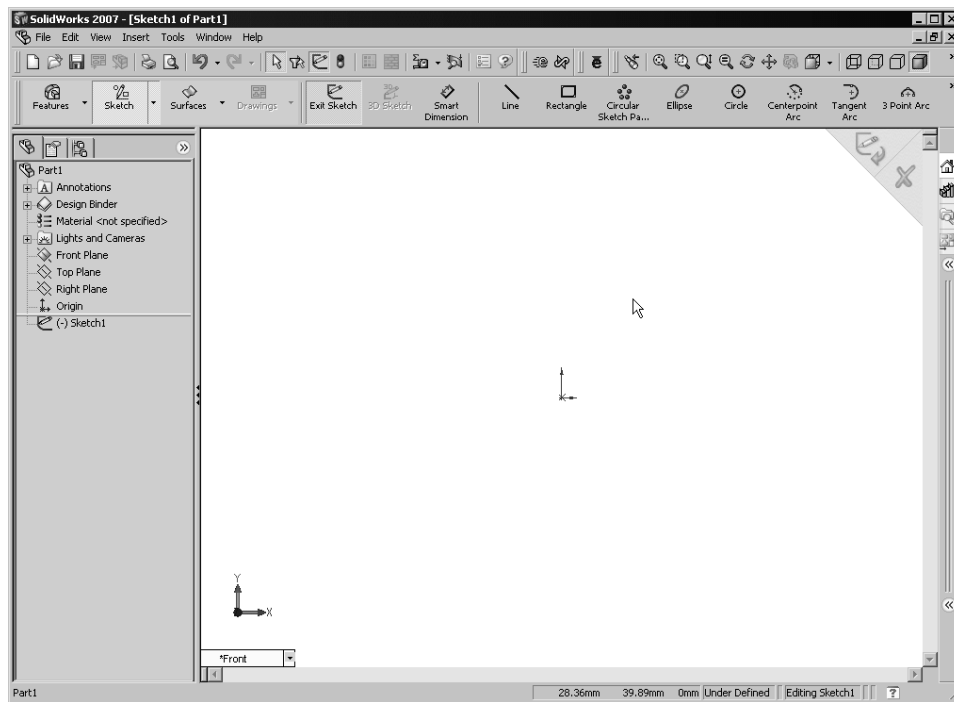 SolidWorks 2007 - [Sketch1 of Part1]
File Edit View Insert Tools Window Help
Features Sketch Surfaces Drawings Exit Sketch 3D Sketch Smart Dimension Line Rectangle Circular Sketch Pa... Ellipse Circle Centerpoint Arc Tangent Arc 3 Point Arc
Part1
Annotations
Design Binder
Material <not specified>
Lights and Cameras
Front Plane
Top Plane
Right Plane
Origin
(-) Sketch1
Y
X
*Front
Part1 28.36mm 39.89mm 0mm Under Defined Editing Sketch1 ?